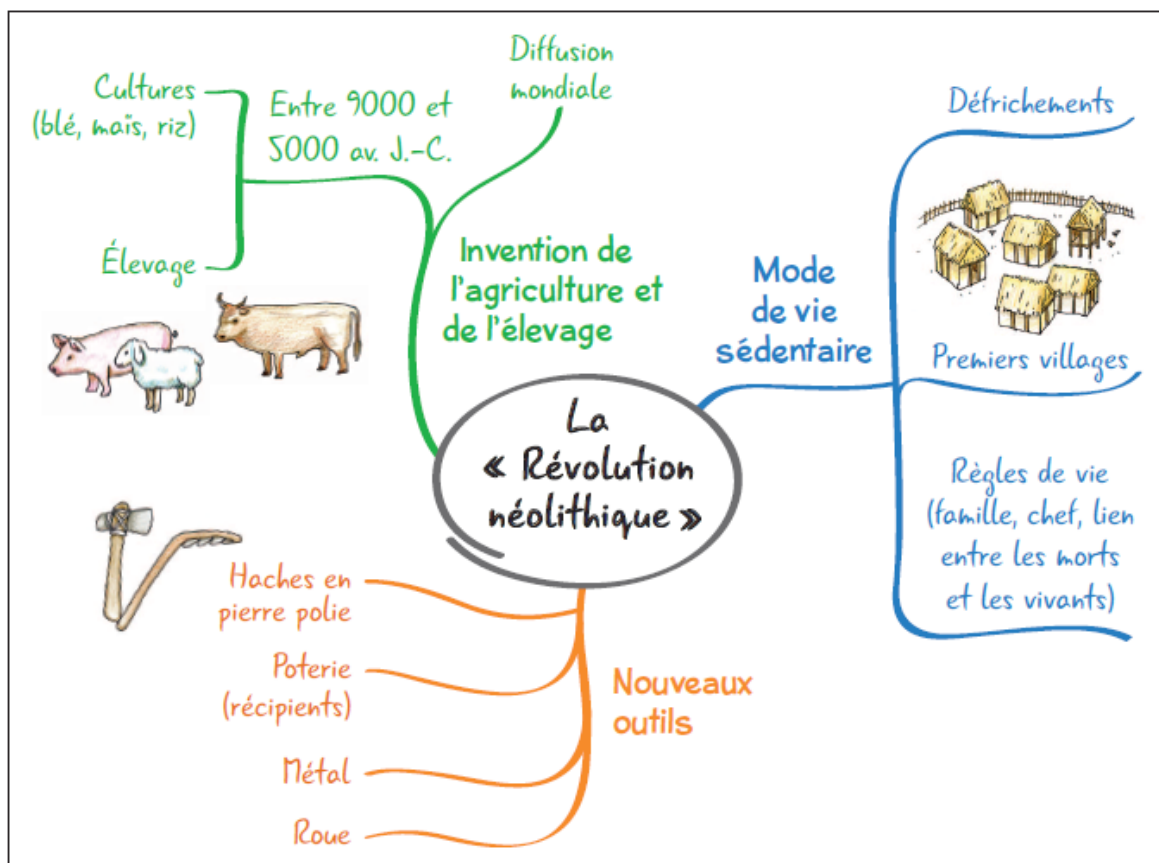 La
« Révolution
néolithique »
Invention de
l'agriculture et
de l'élevage
Diffusion
mondiale
Entre 9000 et
5000 av. J.-C.
Cultures
(blé, maïs, riz)
Élevage
Mode
de vie
sédentaire
Défrichements
Premiers villages
Règles de vie
(famille, chef, lien
entre les morts
et les vivants)
Nouveaux
outils
Haches en
pierre polie
Poterie
(récipients)
Métal
Roue